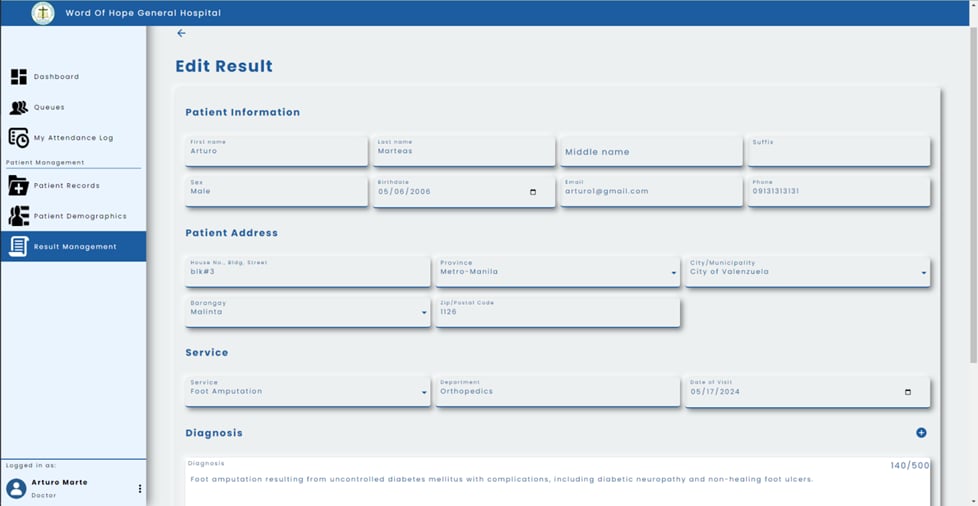 Word Of Hope General Hospital
Dashboard
Queues
My Attendance Log
Patient Management
Patient Records
Patient Demographics
Result Management
Logged in as:
Arturo Marte
Doctor
Edit Result
Patient Information
First name Last name Suffix
Arturo Marteas Middle name
Sex Birthdate Email Phone
Male 05/06/2006 arturo1@gmail.com 09131313131
Patient Address
House No., Bldg, Street Province City/Municipality
blk#3 Metro-Manila City of Valenzuela
Barangay Zip/Postal Code
Malinta 1126
Service
Service Department Date of Visit
Foot Amputation Orthopedics 05/17/2024
Diagnosis
Diagnosis 140/500
Foot amputation resulting from uncontrolled diabetes mellitus with complications, including diabetic neuropathy and non-healing foot ulcers.